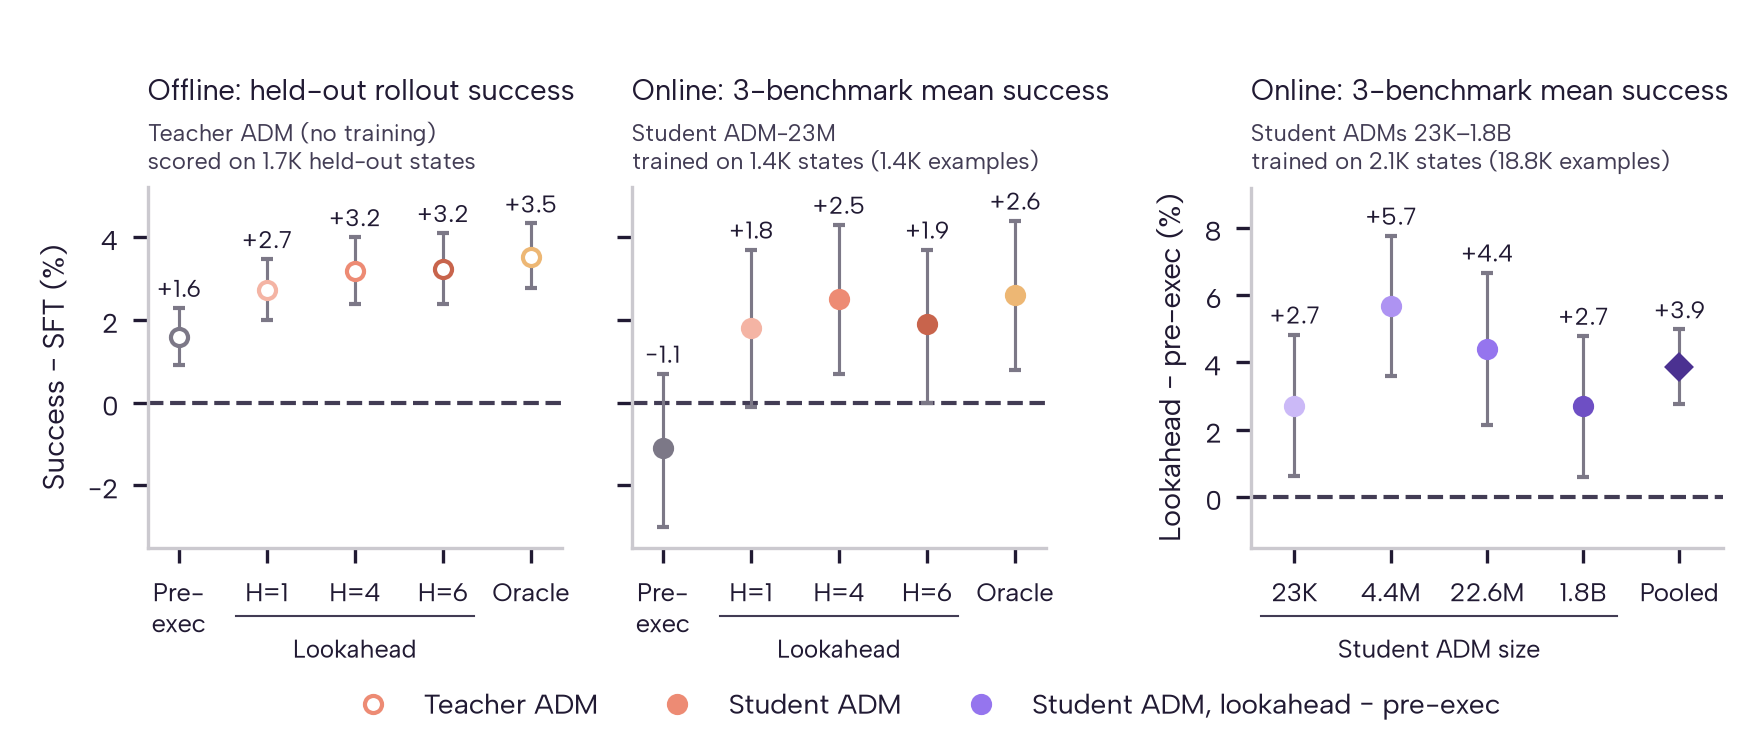 Offline: held-out rollout success
Teacher ADM (no training)
scored on 1.7K held-out states
Success – SFT (%)
4
2
0
−2
+1.6
+2.7
+3.2
+3.2
+3.5
Pre-
exec
H=1
H=4
H=6
Oracle
Lookahead
Online: 3-benchmark mean success
Student ADM-23M
trained on 1.4K states (1.4K examples)
−1.1
+1.8
+2.5
+1.9
+2.6
Pre-
exec
H=1
H=4
H=6
Oracle
Lookahead
Online: 3-benchmark mean success
Student ADMs 23K–1.8B
trained on 2.1K states (18.8K examples)
Lookahead – pre-exec (%)
8
6
4
2
0
+2.7
+5.7
+4.4
+2.7
+3.9
23K
4.4M
22.6M
1.8B
Pooled
Student ADM size
Teacher ADM
Student ADM
Student ADM, lookahead – pre-exec